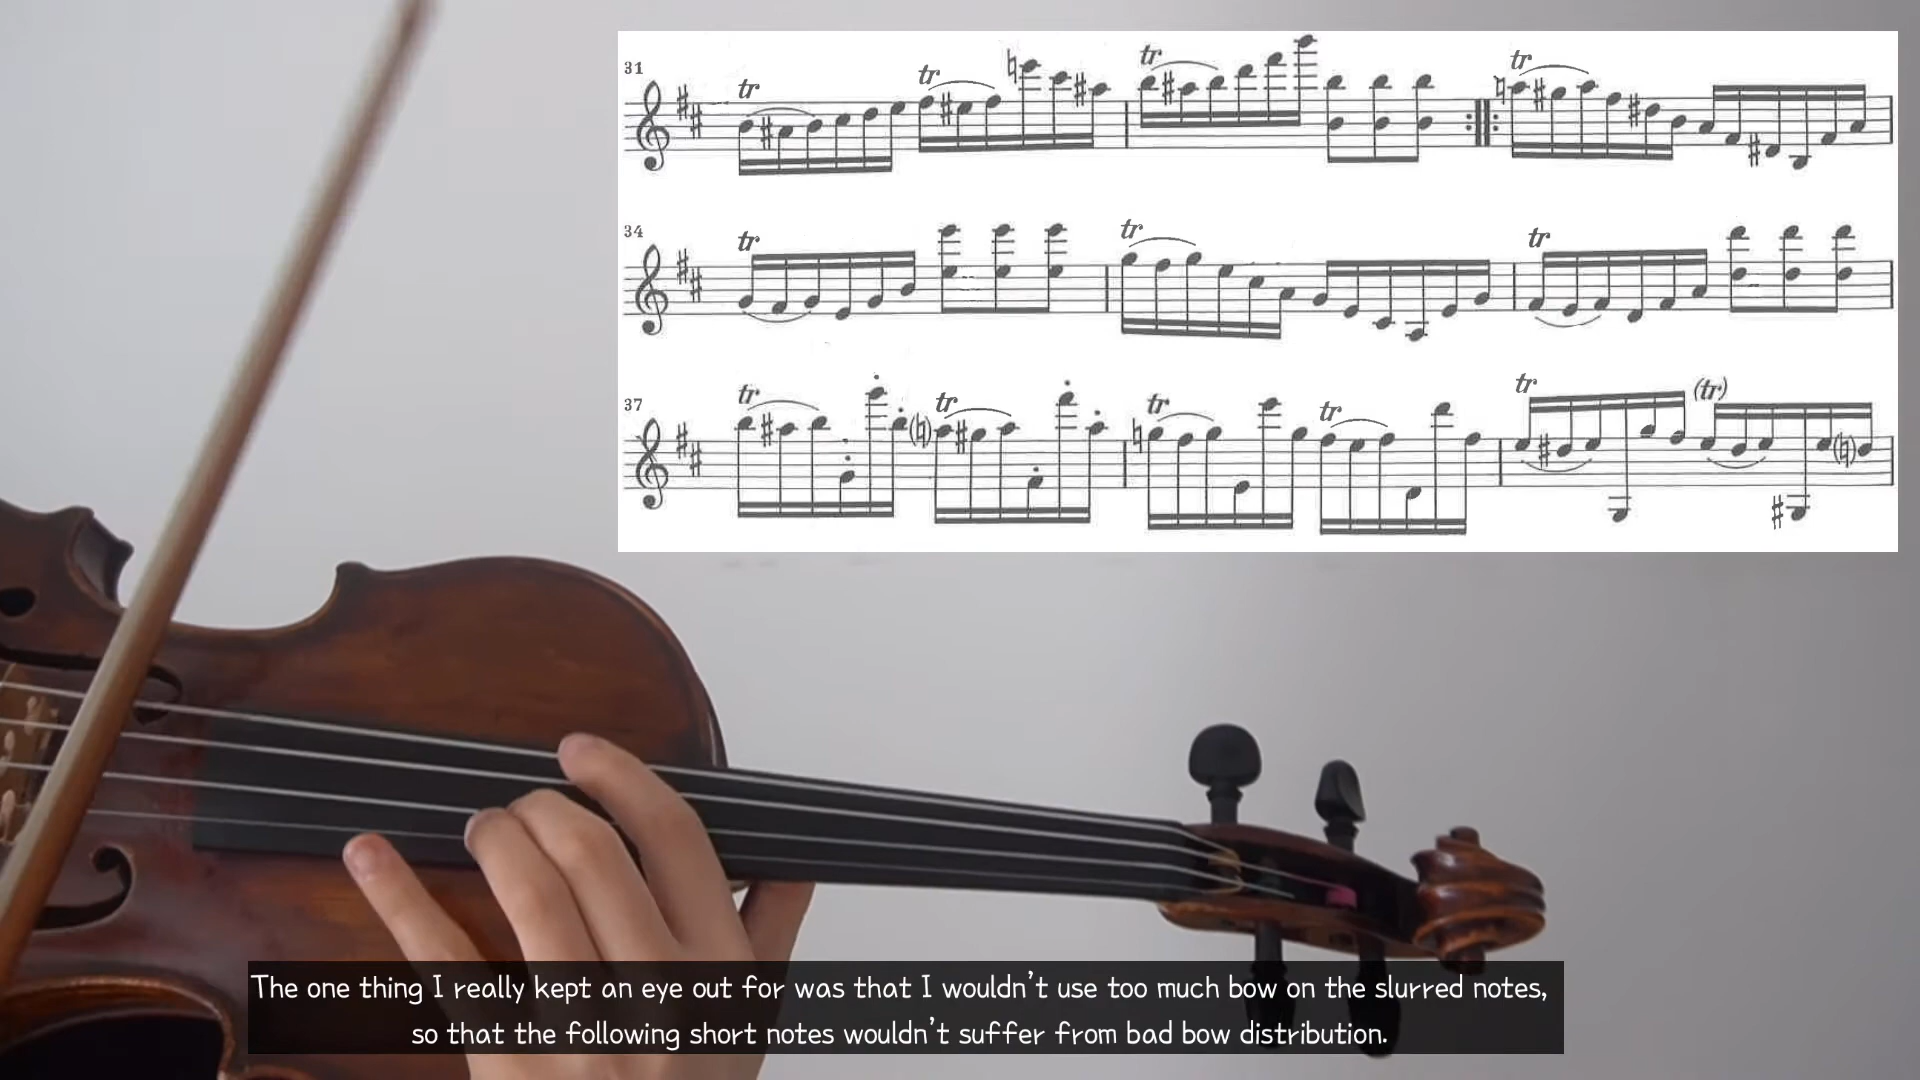 31
tr tr tr tr
34
tr tr tr
37
tr tr tr tr tr (tr)
The one thing I really kept an eye out for was that I wouldn't use too much bow on the slurred notes,
so that the following short notes wouldn't suffer from bad bow distribution.